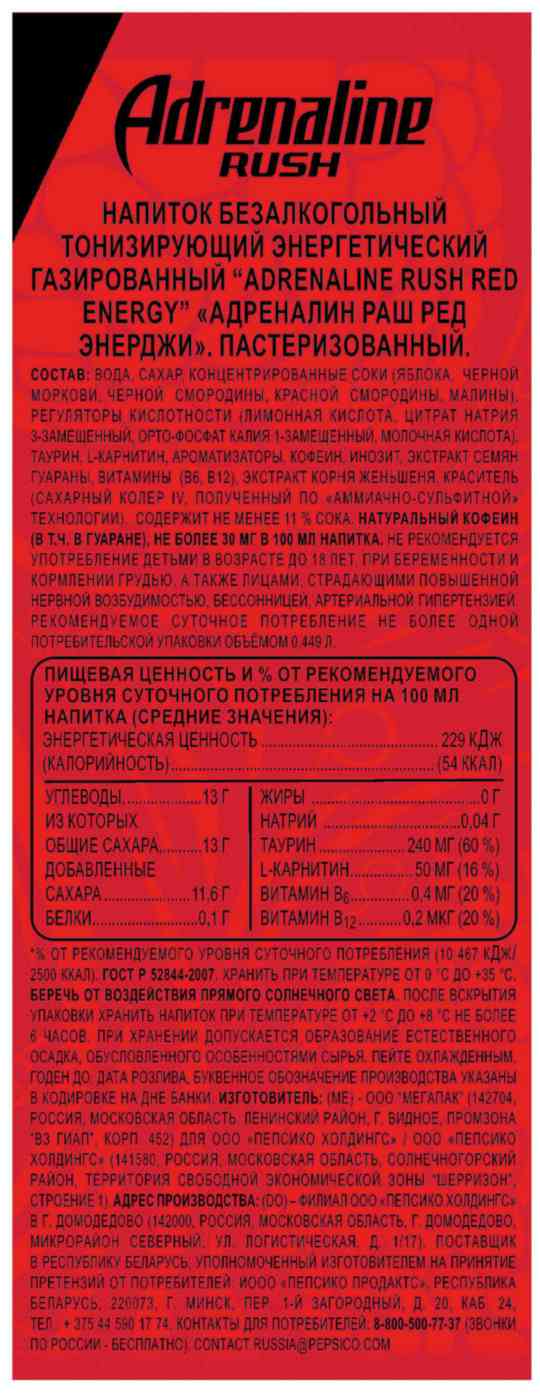 Adrenaline
RUSH
НАПИТОК БЕЗАЛКОГОЛЬНЫЙ
ТОНИЗИРУЮЩИЙ ЭНЕРГЕТИЧЕСКИЙ
ГАЗИРОВАННЫЙ “ADRENALINE RUSH RED
ENERGY” «АДРЕНАЛИН РАШ РЕД
ЭНЕРДЖИ». ПАСТЕРИЗОВАННЫЙ.
СОСТАВ: ВОДА, САХАР, КОНЦЕНТРИРОВАННЫЕ СОКИ (ЯБЛОКА, ЧЕРНОЙ
МОРКОВИ, ЧЕРНОЙ СМОРОДИНЫ, КРАСНОЙ СМОРОДИНЫ, МАЛИНЫ),
РЕГУЛЯТОРЫ КИСЛОТНОСТИ (ЛИМОННАЯ КИСЛОТА, ЦИТРАТ НАТРИЯ
3-ЗАМЕЩЕННЫЙ, ОРТО-ФОСФАТ КАЛИЯ 1-ЗАМЕЩЕННЫЙ, МОЛОЧНАЯ КИСЛОТА),
ТАУРИН, L-КАРНИТИН, АРОМАТИЗАТОРЫ, КОФЕИН, ИНОЗИТ, ЭКСТРАКТ СЕМЯН
ГУАРАНЫ, ВИТАМИНЫ (В6, В12), ЭКСТРАКТ КОРНЯ ЖЕНЬШЕНЯ, КРАСИТЕЛЬ
(САХАРНЫЙ КОЛЕР IV, ПОЛУЧЕННЫЙ ПО «АММИАЧНО-СУЛЬФИТНОЙ»
ТЕХНОЛОГИИ). СОДЕРЖИТ НЕ МЕНЕЕ 11 % СОКА. НАТУРАЛЬНЫЙ КОФЕИН
(В Т.Ч. В ГУАРАНЕ), НЕ БОЛЕЕ 30 МГ В 100 МЛ НАПИТКА. НЕ РЕКОМЕНДУЕТСЯ
УПОТРЕБЛЕНИЕ ДЕТЬМИ В ВОЗРАСТЕ ДО 18 ЛЕТ, ПРИ БЕРЕМЕННОСТИ И
КОРМЛЕНИИ ГРУДЬЮ, А ТАКЖЕ ЛИЦАМИ, СТРАДАЮЩИМИ ПОВЫШЕННОЙ
НЕРВНОЙ ВОЗБУДИМОСТЬЮ, БЕССОННИЦЕЙ, АРТЕРИАЛЬНОЙ ГИПЕРТЕНЗИЕЙ.
РЕКОМЕНДУЕМОЕ СУТОЧНОЕ ПОТРЕБЛЕНИЕ НЕ БОЛЕЕ ОДНОЙ
ПОТРЕБИТЕЛЬСКОЙ УПАКОВКИ ОБЪЁМОМ 0,449 Л.
ПИЩЕВАЯ ЦЕННОСТЬ И % ОТ РЕКОМЕНДУЕМОГО
УРОВНЯ СУТОЧНОГО ПОТРЕБЛЕНИЯ НА 100 МЛ
НАПИТКА (СРЕДНИЕ ЗНАЧЕНИЯ):
ЭНЕРГЕТИЧЕСКАЯ ЦЕННОСТЬ ........ 229 КДЖ
(КАЛОРИЙНОСТЬ) ........ (54 ККАЛ)
УГЛЕВОДЫ, ........ 13 Г
ИЗ КОТОРЫХ
ОБЩИЕ САХАРА, ........ 13 Г
ДОБАВЛЕННЫЕ
САХАРА ........ 11,6 Г
БЕЛКИ ........ 0,1 Г
ЖИРЫ ........ 0 Г
НАТРИЙ ........ 0,04 Г
ТАУРИН ........ 240 МГ (60 %)
L-КАРНИТИН ........ 50 МГ (16 %)
ВИТАМИН В6 ........ 0,4 МГ (20 %)
ВИТАМИН В12 ........ 0,2 МКГ (20 %)
*% ОТ РЕКОМЕНДУЕМОГО УРОВНЯ СУТОЧНОГО ПОТРЕБЛЕНИЯ (10 467 КДЖ/
2500 ККАЛ). ГОСТ Р 52844-2007. ХРАНИТЬ ПРИ ТЕМПЕРАТУРЕ ОТ 0 °С ДО +35 °С.
БЕРЕЧЬ ОТ ВОЗДЕЙСТВИЯ ПРЯМОГО СОЛНЕЧНОГО СВЕТА. ПОСЛЕ ВСКРЫТИЯ
УПАКОВКИ ХРАНИТЬ НАПИТОК ПРИ ТЕМПЕРАТУРЕ ОТ +2 °С ДО +8 °С НЕ БОЛЕЕ
6 ЧАСОВ. ПРИ ХРАНЕНИИ ДОПУСКАЕТСЯ ОБРАЗОВАНИЕ ЕСТЕСТВЕННОГО
ОСАДКА, ОБУСЛОВЛЕННОГО ОСОБЕННОСТЯМИ СЫРЬЯ. ПЕЙТЕ ОХЛАЖДЕННЫМ.
ГОДЕН ДО, ДАТА РОЗЛИВА, БУКВЕННОЕ ОБОЗНАЧЕНИЕ ПРОИЗВОДСТВА УКАЗАНЫ
В КОДИРОВКЕ НА ДНЕ БАНКИ. ИЗГОТОВИТЕЛЬ: (МЕ) - ООО "МЕГАПАК" (142704,
РОССИЯ, МОСКОВСКАЯ ОБЛАСТЬ, ЛЕНИНСКИЙ РАЙОН, Г. ВИДНОЕ, ПРОМЗОНА
"ВЗ ГИАП", КОРП. 452) ДЛЯ ООО «ПЕПСИКО ХОЛДИНГС» / ООО «ПЕПСИКО
ХОЛДИНГС» (141580, РОССИЯ, МОСКОВСКАЯ ОБЛАСТЬ, СОЛНЕЧНОГОРСКИЙ
РАЙОН, ТЕРРИТОРИЯ СВОБОДНОЙ ЭКОНОМИЧЕСКОЙ ЗОНЫ "ШЕРРИЗОН",
СТРОЕНИЕ 1). АДРЕС ПРОИЗВОДСТВА: (DO) – ФИЛИАЛ ООО «ПЕПСИКО ХОЛДИНГС»
В Г. ДОМОДЕДОВО (142000, РОССИЯ, МОСКОВСКАЯ ОБЛАСТЬ, Г. ДОМОДЕДОВО,
МИКРОРАЙОН СЕВЕРНЫЙ, УЛ. ЛОГИСТИЧЕСКАЯ, Д. 1/17). ПОСТАВЩИК
В РЕСПУБЛИКУ БЕЛАРУСЬ, УПОЛНОМОЧЕННЫЙ ИЗГОТОВИТЕЛЕМ НА ПРИНЯТИЕ
ПРЕТЕНЗИЙ ОТ ПОТРЕБИТЕЛЕЙ: ИООО «ПЕПСИКО ПРОДАКТС», РЕСПУБЛИКА
БЕЛАРУСЬ, 220073, Г. МИНСК, ПЕР. 1-Й ЗАГОРОДНЫЙ, Д. 20, КАБ. 24,
ТЕЛ.: + 375 44 590 17 74. КОНТАКТЫ ДЛЯ ПОТРЕБИТЕЛЕЙ: 8-800-500-77-37 (ЗВОНКИ
ПО РОССИИ - БЕСПЛАТНО), CONTACT.RUSSIA@PEPSICO.COM